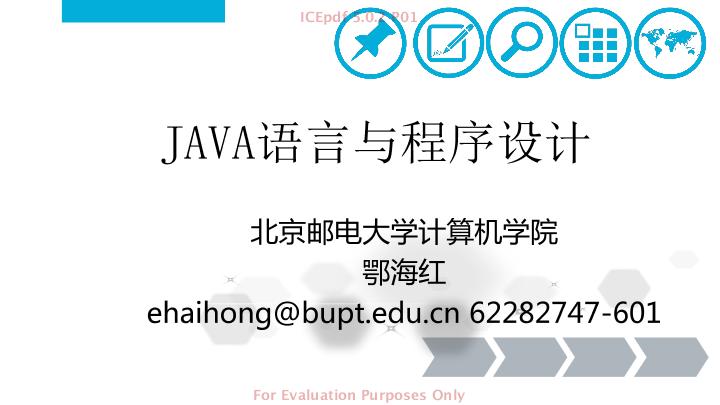 ICEpdf 5.0.2 P01
JAVA语言与程序设计
北京邮电大学计算机学院
鄂海红
ehaihong@bupt.edu.cn 62282747-601
For Evaluation Purposes Only